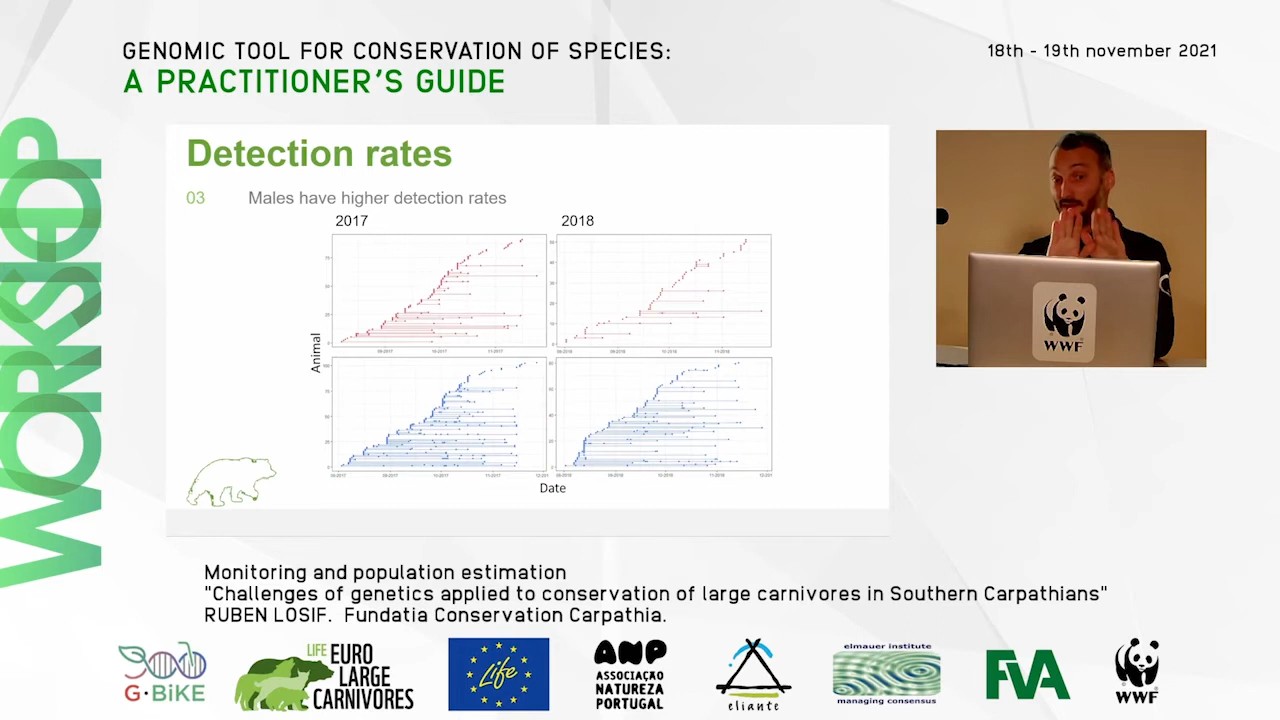 GENOMIC TOOL FOR CONSERVATION OF SPECIES:
A PRACTITIONER'S GUIDE
18th - 19th november 2021
WORKSHOP
Detection rates
03 Males have higher detection rates
2017 2018
Animal
Date
WWF
Monitoring and population estimation
"Challenges of genetics applied to conservation of large carnivores in Southern Carpathians"
RUBEN LOSIF. Fundatia Conservation Carpathia.
G·BiKE
LIFE EURO
LARGE
CARNIVORES
Life
ANP
ASSOCIAÇÃO
NATUREZA
PORTUGAL
eliante
elmauer institute
managing consensus
FVA
WWF